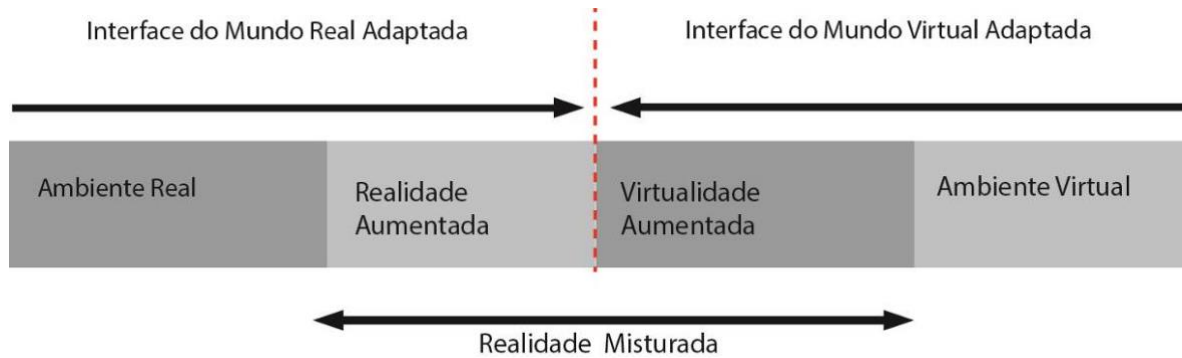 Interface do Mundo Real Adaptada
Interface do Mundo Virtual Adaptada
Ambiente Real
Realidade
Aumentada
Virtualidade
Aumentada
Ambiente Virtual
Realidade Misturada